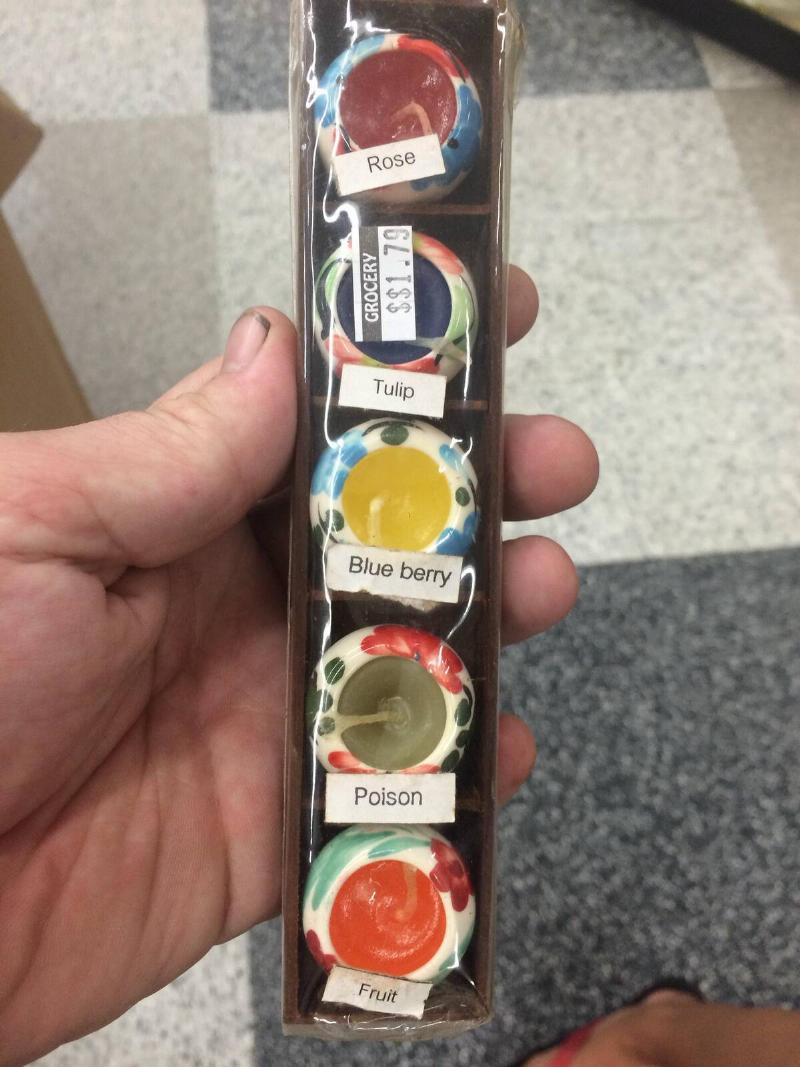 Rose
GROCERY
$$1.79
Tulip
Blue berry
Poison
Fruit